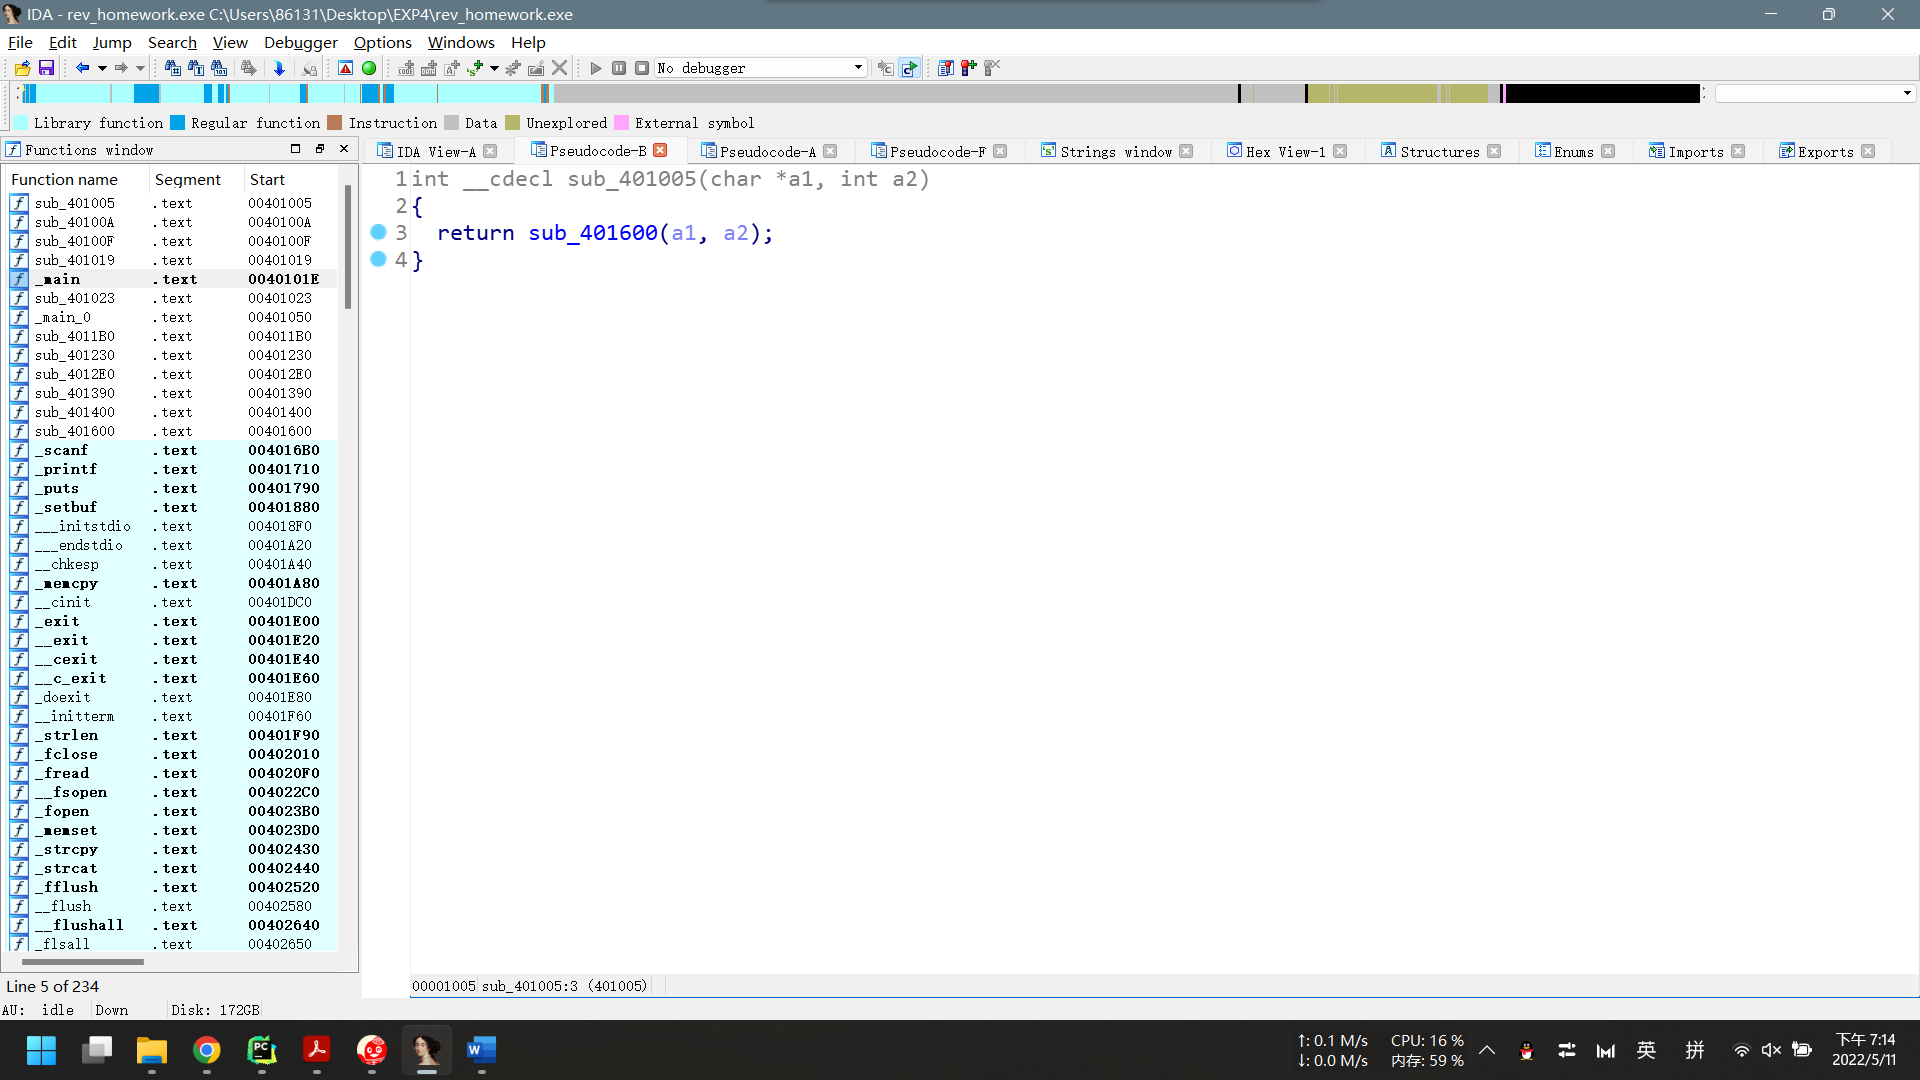 IDA - rev_homework.exe C:\Users\86131\Desktop\EXP4\rev_homework.exe
File Edit Jump Search View Debugger Options Windows Help
No debugger
Library function Regular function Instruction Data Unexplored External symbol
Functions window
IDA View-A Pseudocode-B Pseudocode-A Pseudocode-F Strings window Hex View-1 Structures Enums Imports Exports
Function name Segment Start
sub_401005 .text 00401005
sub_40100A .text 0040100A
sub_40100F .text 0040100F
sub_401019 .text 00401019
_main .text 0040101E
sub_401023 .text 00401023
_main_0 .text 00401050
sub_4011B0 .text 004011B0
sub_401230 .text 00401230
sub_4012E0 .text 004012E0
sub_401390 .text 00401390
sub_401400 .text 00401400
sub_401600 .text 00401600
_scanf .text 004016B0
_printf .text 00401710
_puts .text 00401790
_setbuf .text 00401880
___initstdio .text 004018F0
___endstdio .text 00401A20
__chkesp .text 00401A40
_memcpy .text 00401A80
__cinit .text 00401DC0
_exit .text 00401E00
__exit .text 00401E20
__cexit .text 00401E40
__c_exit .text 00401E60
_doexit .text 00401E80
__initterm .text 00401F60
_strlen .text 00401F90
_fclose .text 00402010
_fread .text 004020F0
__fsopen .text 004022C0
_fopen .text 004023B0
_memset .text 004023D0
_strcpy .text 00402430
_strcat .text 00402440
_fflush .text 00402520
__flush .text 00402580
__flushall .text 00402640
_flsall .text 00402650
Line 5 of 234
1 int __cdecl sub_401005(char *a1, int a2)
2 {
3 return sub_401600(a1, a2);
4 }
00001005 sub_401005:3 (401005)
AU: idle Down Disk: 172GB
↑: 0.1 M/s CPU: 16 %
↓: 0.0 M/s 内存: 59 %
英 拼
下午 7:14
2022/5/11